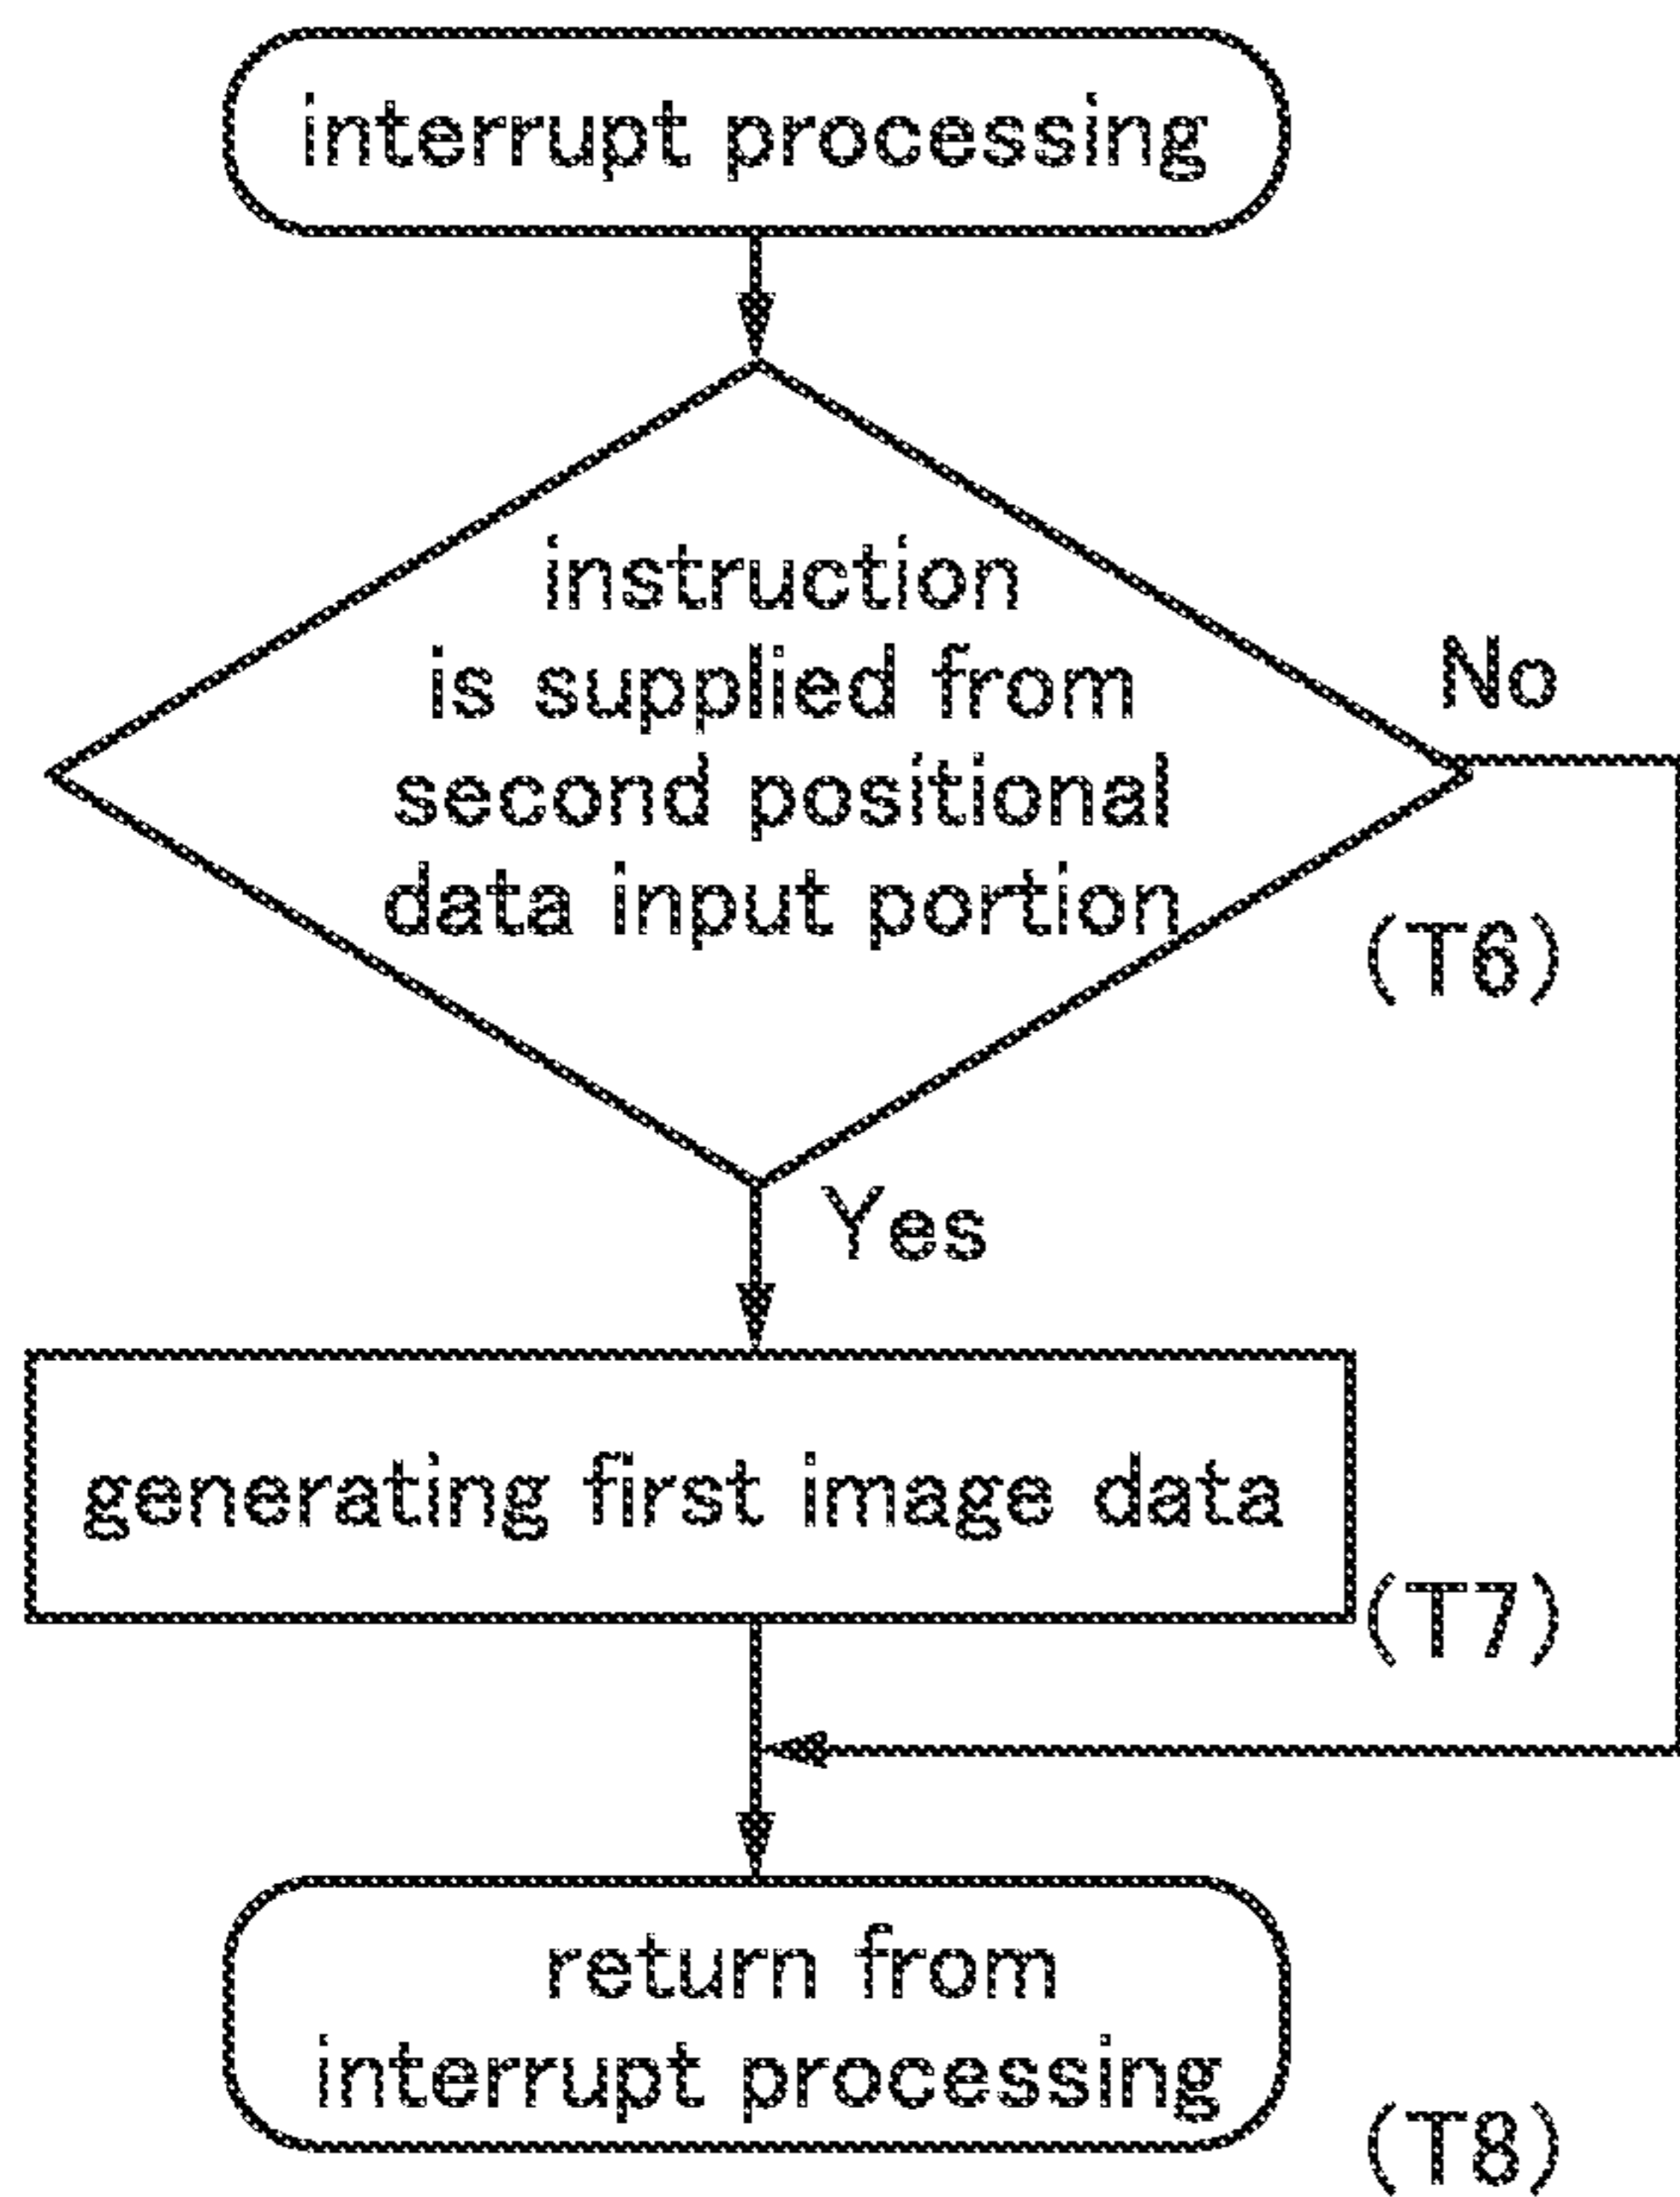 interrupt processing
instruction
is supplied from
second positional
data input portion
No
(T6)
Yes
generating first image data
(T7)
return from
interrupt processing
(T8)